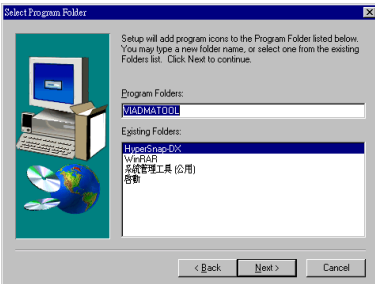 Select Program Folder
Setup will add program icons to the Program Folder listed below.
You may type a new folder name, or select one from the existing
Folders list. Click Next to continue.
Program Folders:
VIADMATOOL
Existing Folders:
HyperSnap-DX
WinRAR
系統管理工具 (公用)
啓動
< Back
Next >
Cancel